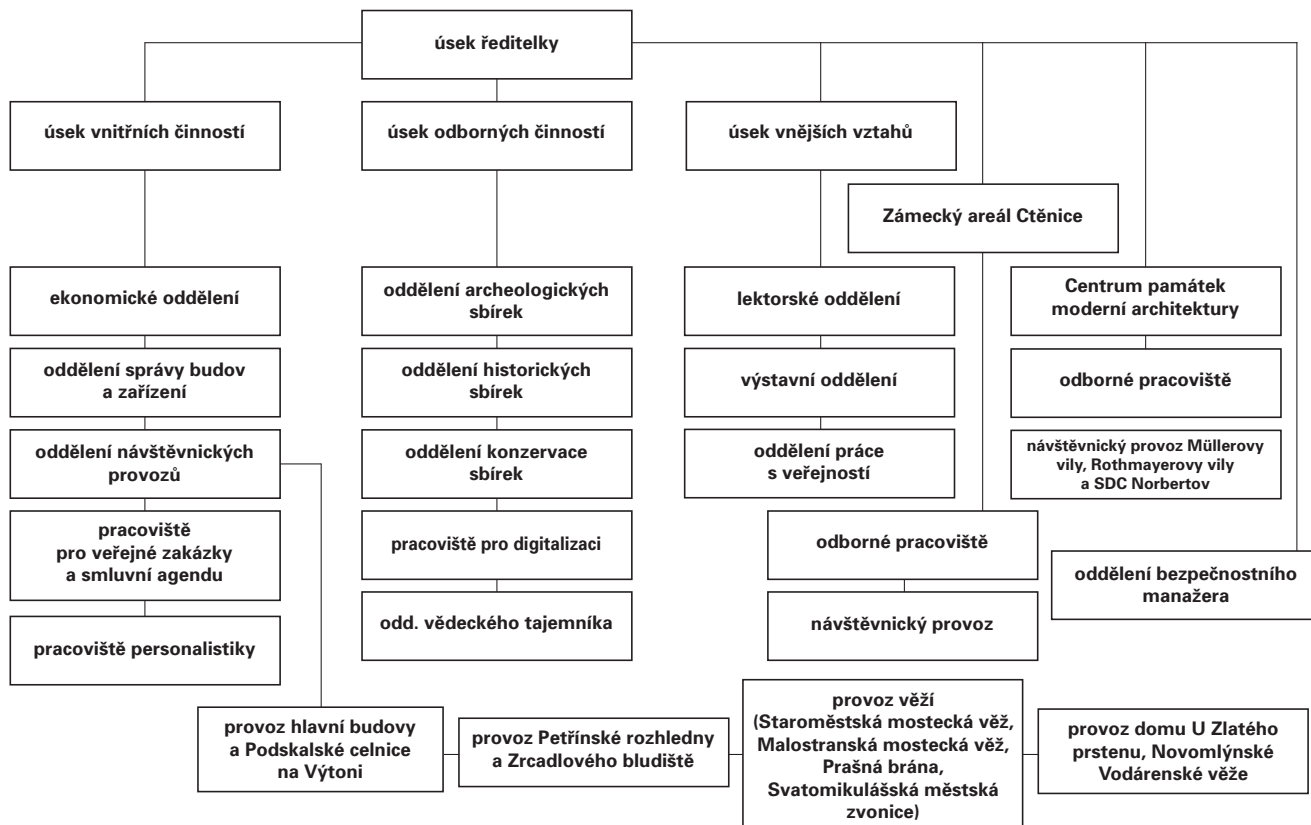 úsek ředitelky
úsek vnitřních činností
úsek odborných činností
úsek vnějších vztahů
Zámecký areál Ctěnice
ekonomické oddělení
oddělení archeologických
sbírek
lektorské oddělení
Centrum památek
moderní architektury
oddělení správy budov
a zařízení
oddělení historických
sbírek
výstavní oddělení
odborné pracoviště
oddělení návštěvnických
provozů
oddělení konzervace
sbírek
oddělení práce
s veřejností
návštěvnický provoz Müllerovy
vily, Rothmayerovy vily
a SDC Norbertov
pracoviště
pro veřejné zakázky
a smluvní agendu
pracoviště pro digitalizaci
odborné pracoviště
oddělení bezpečnostního
manažera
pracoviště personalistiky
odd. vědeckého tajemníka
návštěvnický provoz
provoz hlavní budovy
a Podskalské celnice
na Výtoni
provoz Petřínské rozhledny
a Zrcadlového bludiště
provoz věží
(Staroměstská mostecká věž,
Malostranská mostecká věž,
Prašná brána,
Svatomikulášská městská
zvonice)
provoz domu U Zlatého
prstenu, Novomlýnské
Vodárenské věže